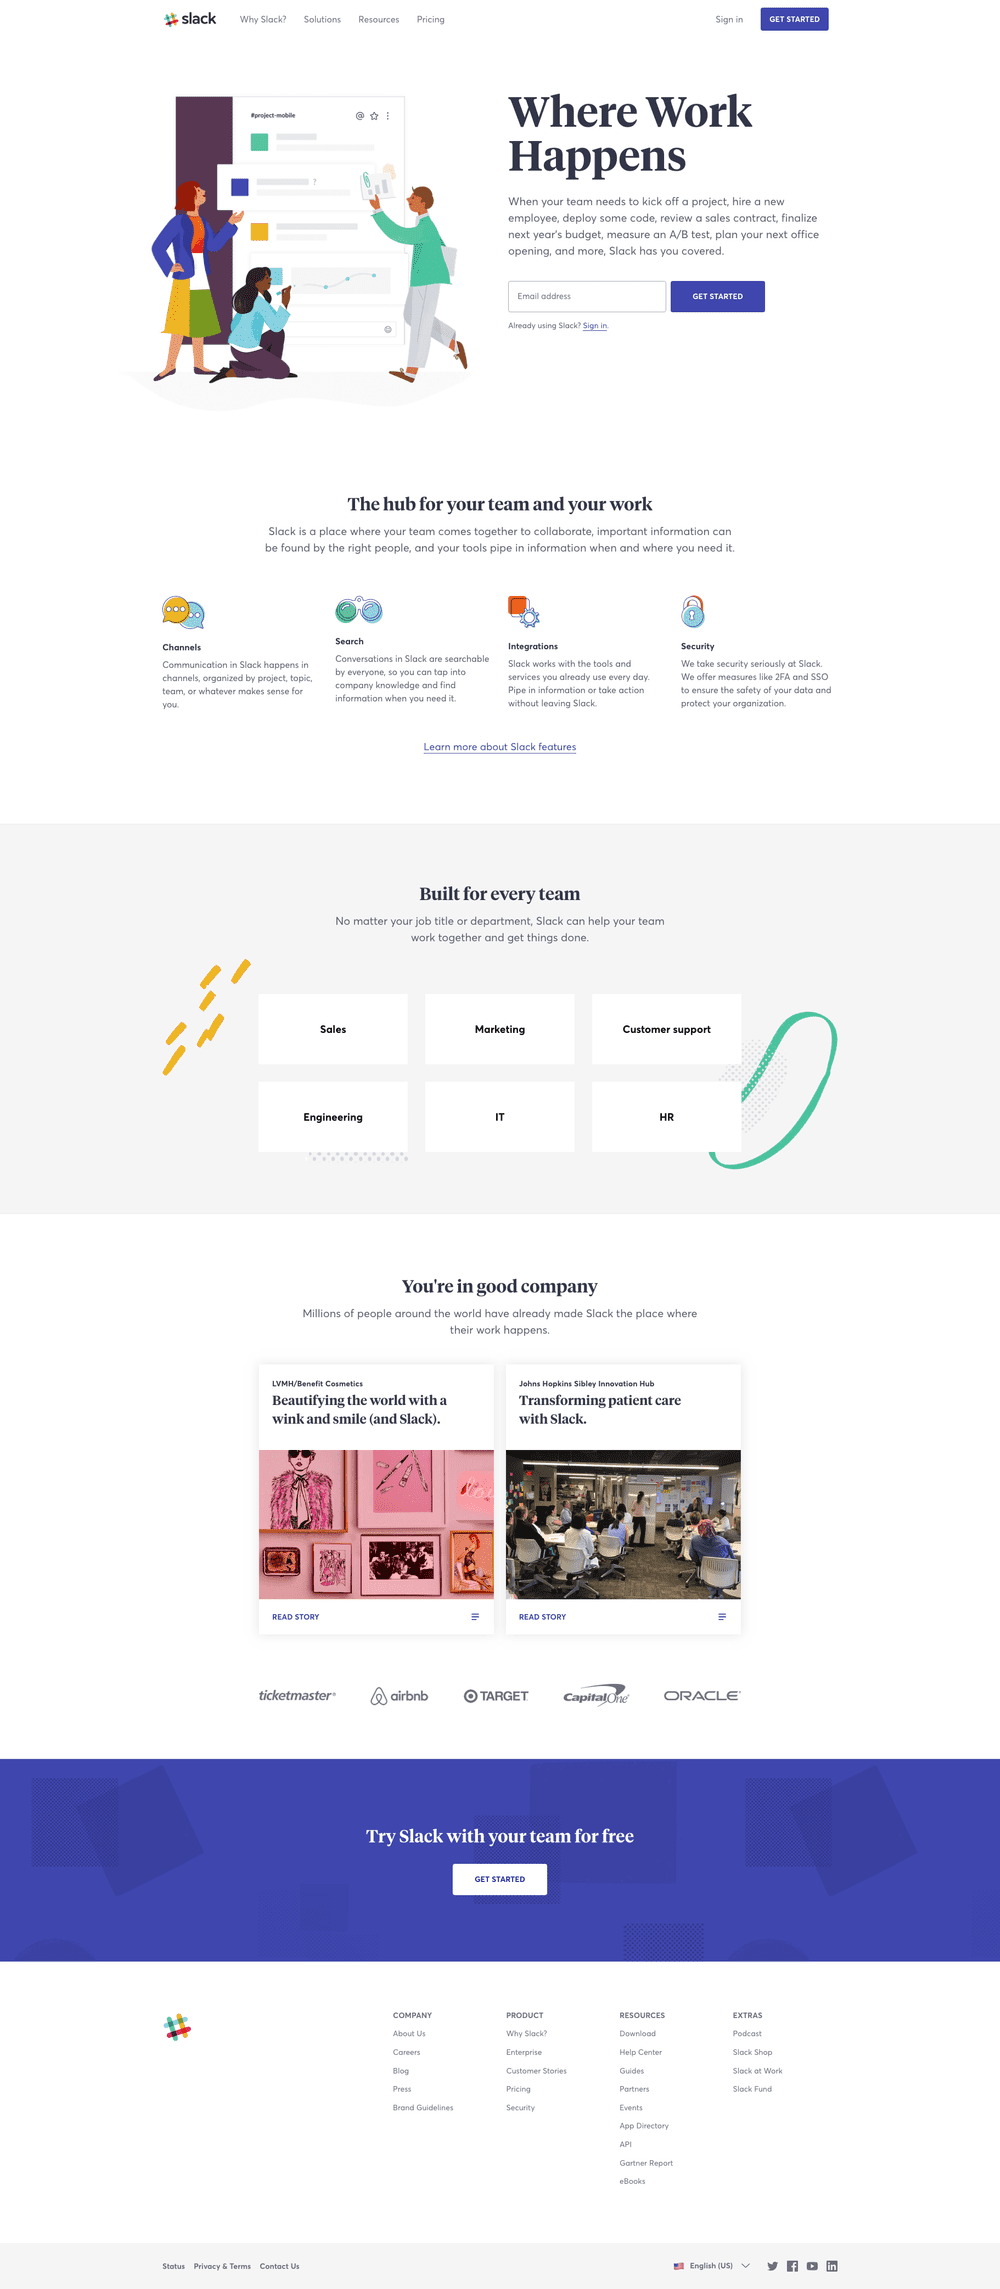 slack
Why Slack? Solutions Resources Pricing
Sign in GET STARTED
#project-mobile
?
Where Work
Happens
When your team needs to kick off a project, hire a new
employee, deploy some code, review a sales contract, finalize
next year's budget, measure an A/B test, plan your next office
opening, and more, Slack has you covered.
Email address
GET STARTED
Already using Slack? Sign in.
The hub for your team and your work
Slack is a place where your team comes together to collaborate, important information can
be found by the right people, and your tools pipe in information when and where you need it.
Channels
Communication in Slack happens in
channels, organized by project, topic,
team, or whatever makes sense for
you.
Search
Conversations in Slack are searchable
by everyone, so you can tap into
company knowledge and find
information when you need it.
Integrations
Slack works with the tools and
services you already use every day.
Pipe in information or take action
without leaving Slack.
Security
We take security seriously at Slack.
We offer measures like 2FA and SSO
to ensure the safety of your data and
protect your organization.
Learn more about Slack features
Built for every team
No matter your job title or department, Slack can help your team
work together and get things done.
Sales
Marketing
Customer support
Engineering
IT
HR
You're in good company
Millions of people around the world have already made Slack the place where
their work happens.
LVMH/Benefit Cosmetics
Beautifying the world with a
wink and smile (and Slack).
READ STORY
Johns Hopkins Sibley Innovation Hub
Transforming patient care
with Slack.
READ STORY
ticketmaster®
airbnb
TARGET
Capital One
ORACLE
Try Slack with your team for free
GET STARTED
COMPANY
About Us
Careers
Blog
Press
Brand Guidelines
PRODUCT
Why Slack?
Enterprise
Customer Stories
Pricing
Security
RESOURCES
Download
Help Center
Guides
Partners
Events
App Directory
API
Gartner Report
eBooks
EXTRAS
Podcast
Slack Shop
Slack at Work
Slack Fund
Status Privacy & Terms Contact Us
English (US)